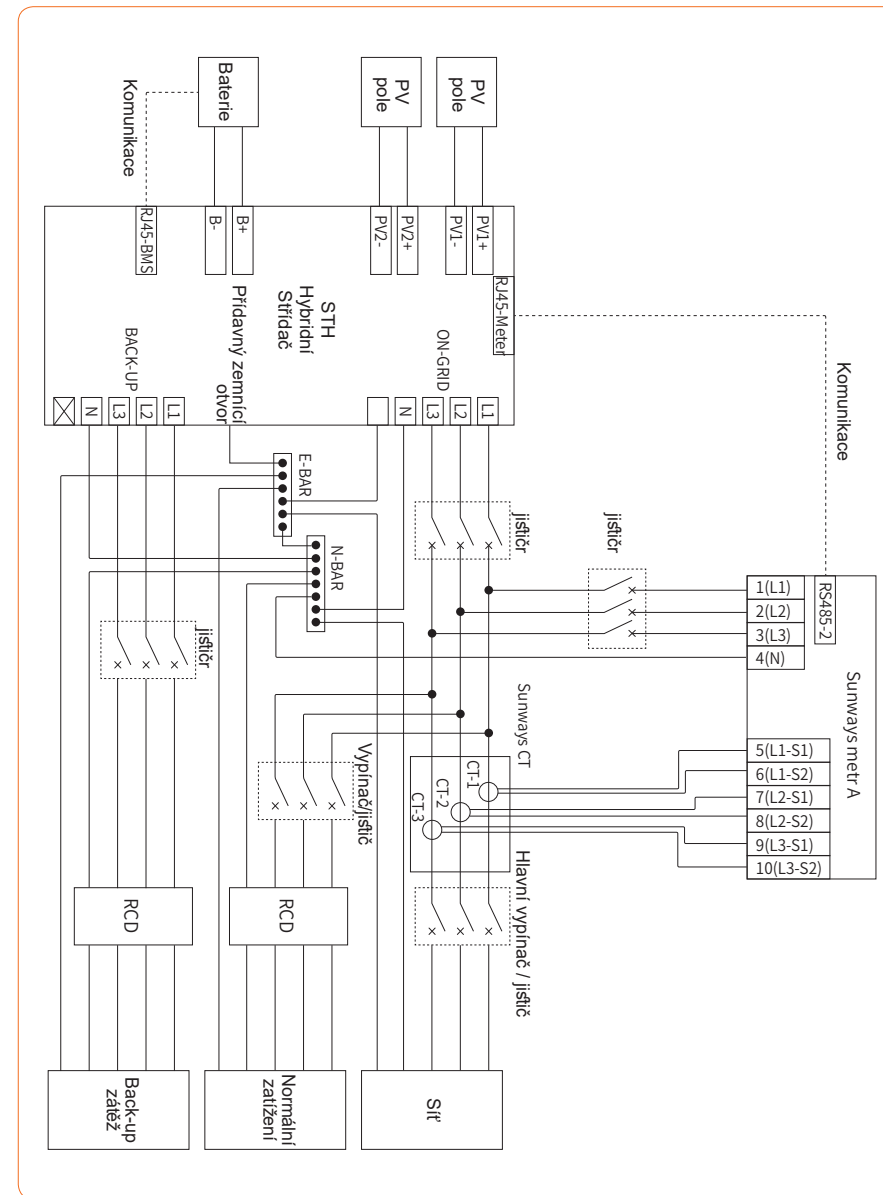 PV
pole
PV
pole
Baterie
Komunikace
PV1+
PV1-
PV2+
PV2-
B+
B-
RJ45-BMS
RJ45-Meter
STH
Hybridní
Střídač
Přídavný zemnící
otvor
ON-GRID
BACK-UP
L1
L2
L3
N
L1
L2
L3
N
Komunikace
E-BAR
N-BAR
jističr
jističr
jističr
RS485-2
1(L1)
2(L2)
3(L3)
4(N)
Sunways metr A
5(L1-S1)
6(L1-S2)
7(L2-S1)
8(L2-S2)
9(L3-S1)
10(L3-S2)
Sunways CT
CT-1
CT-2
CT-3
Vypínač/jistič
Hlavní vypínač / jistič
RCD
RCD
Síť
Normální
zatížení
Back-up
zátěž